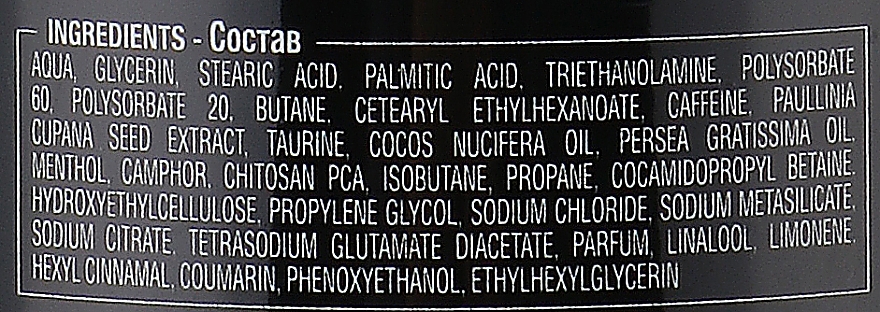 INGREDIENTS - Состав
AQUA, GLYCERIN, STEARIC ACID, PALMITIC ACID, TRIETHANOLAMINE, POLYSORBATE
60, POLYSORBATE 20, BUTANE, CETEARYL ETHYLHEXANOATE, CAFFEINE, PAULLINIA
CUPANA SEED EXTRACT, TAURINE, COCOS NUCIFERA OIL, PERSEA GRATISSIMA OIL,
MENTHOL, CAMPHOR, CHITOSAN PCA, ISOBUTANE, PROPANE, COCAMIDOPROPYL BETAINE,
HYDROXYETHYLCELLULOSE, PROPYLENE GLYCOL, SODIUM CHLORIDE, SODIUM METASILICATE,
SODIUM CITRATE, TETRASODIUM GLUTAMATE DIACETATE, PARFUM, LINALOOL, LIMONENE,
HEXYL CINNAMAL, COUMARIN, PHENOXYETHANOL, ETHYLHEXYLGLYCERIN